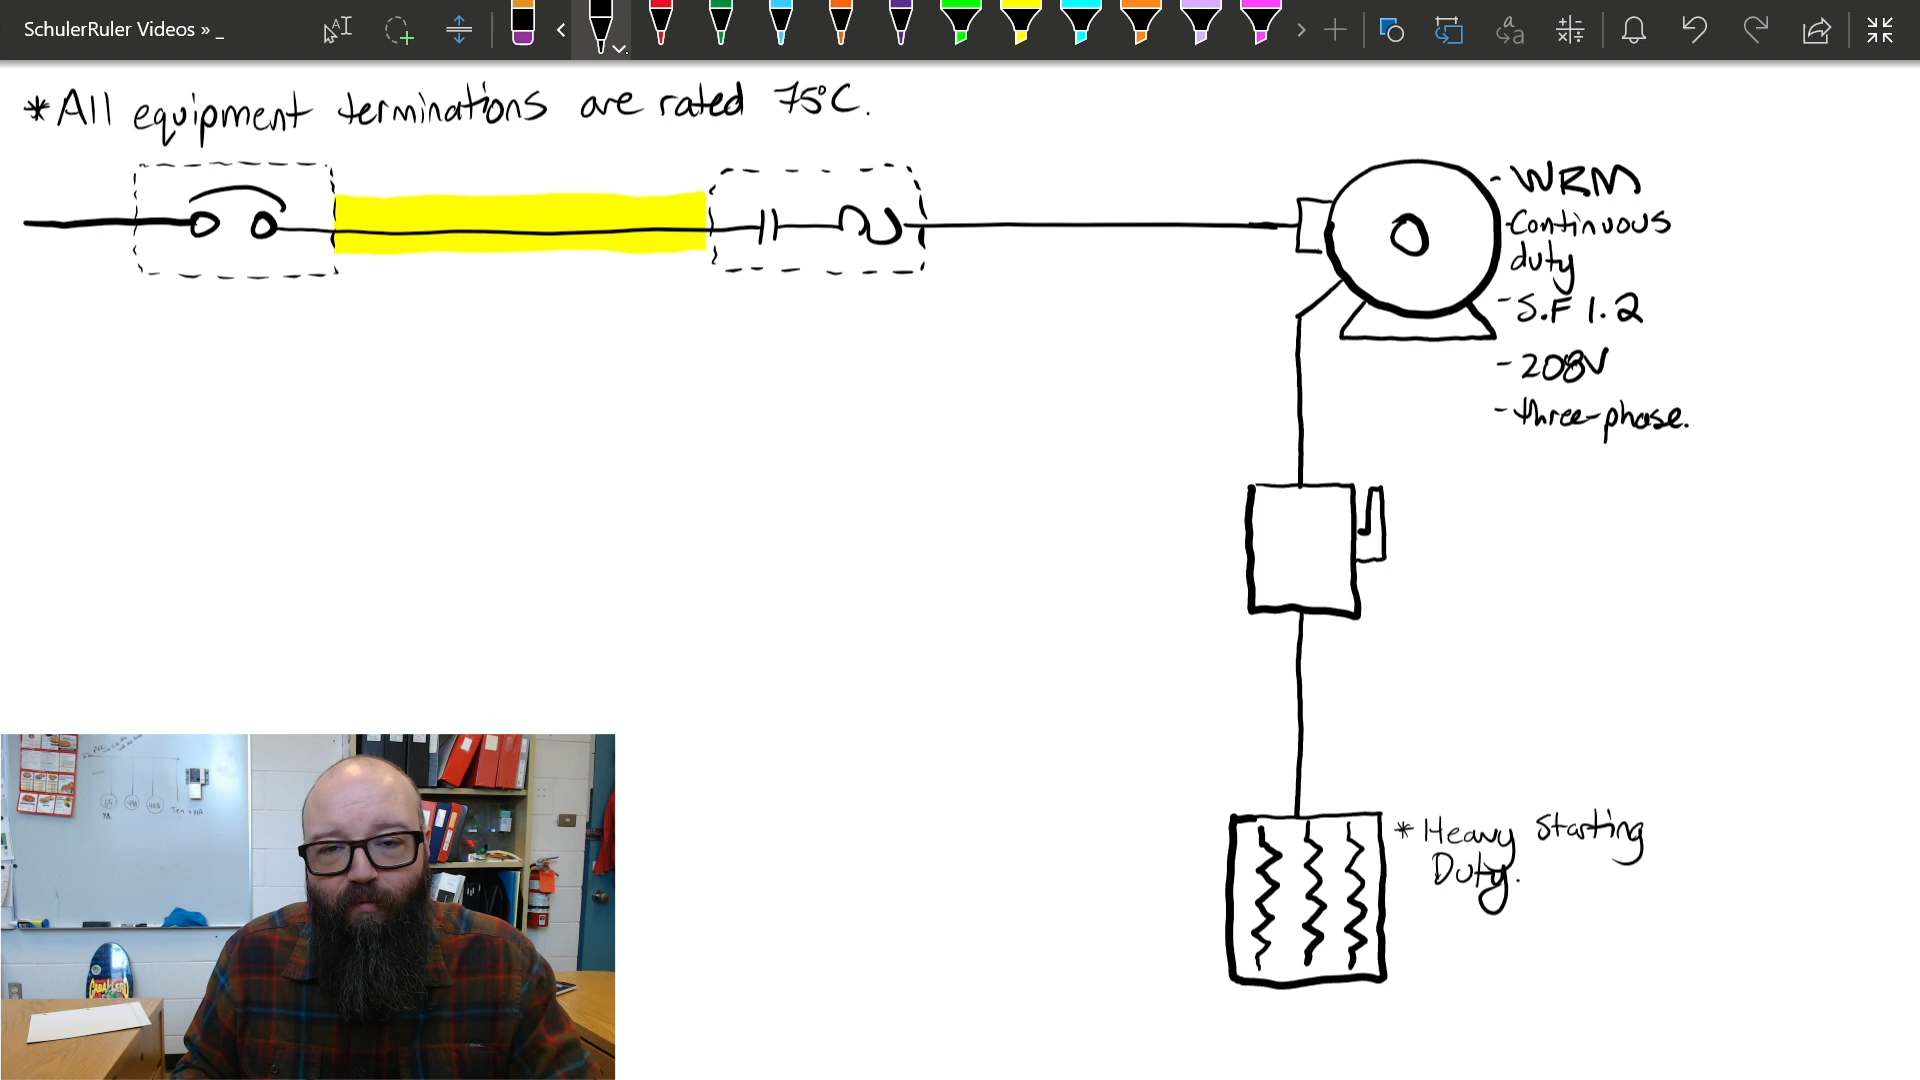 SchulerRuler Videos » _
*All equipment terminations are rated 75°C.
- WRM
- Continuous
duty
- S.F 1.2
- 208V
- three-phase.
* Heavy Starting
Duty.